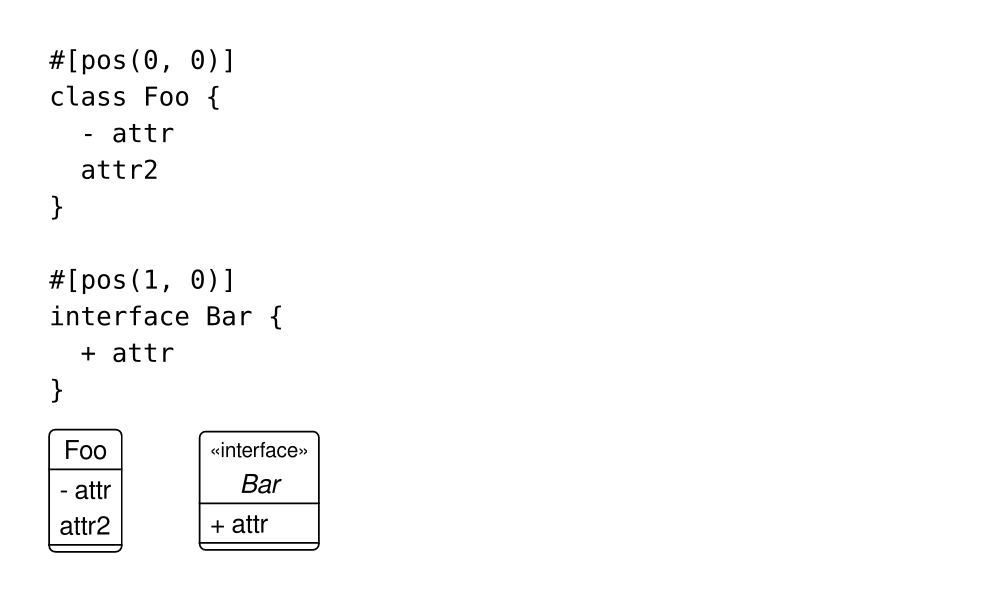 #[pos(0, 0)]
class Foo {
  - attr
  attr2
}

#[pos(1, 0)]
interface Bar {
  + attr
}
Foo
- attr
attr2
«interface»
Bar
+ attr